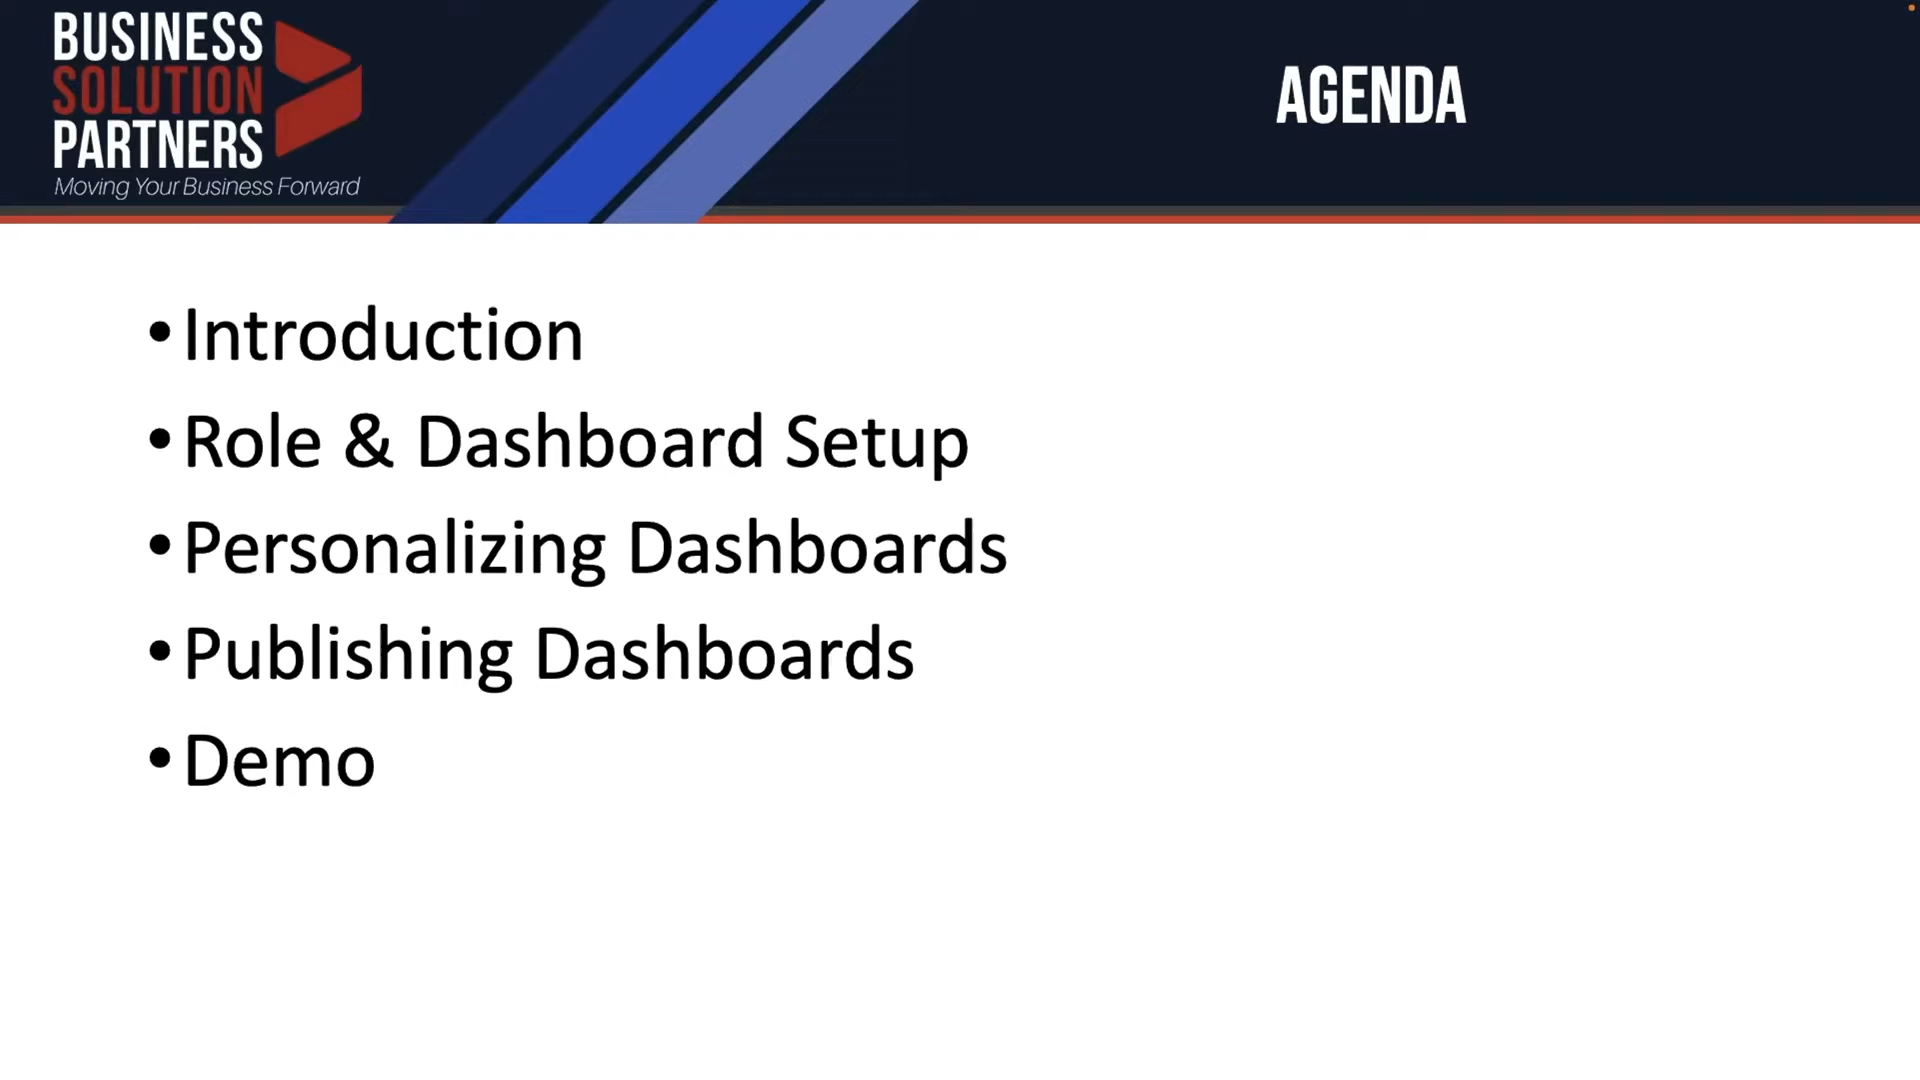 BUSINESS
SOLUTION
PARTNERS
Moving Your Business Forward
AGENDA
•Introduction
•Role & Dashboard Setup
•Personalizing Dashboards
•Publishing Dashboards
•Demo